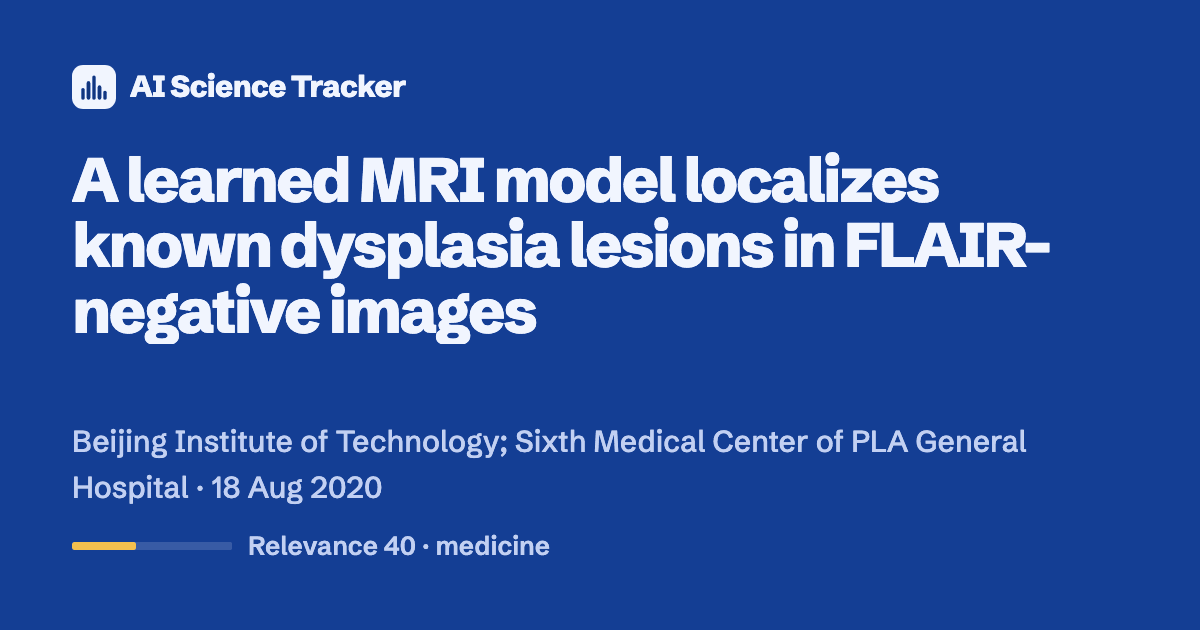 AI Science Tracker
A learned MRI model localizes
known dysplasia lesions in FLAIR-
negative images
Beijing Institute of Technology; Sixth Medical Center of PLA General
Hospital · 18 Aug 2020
Relevance 40 · medicine